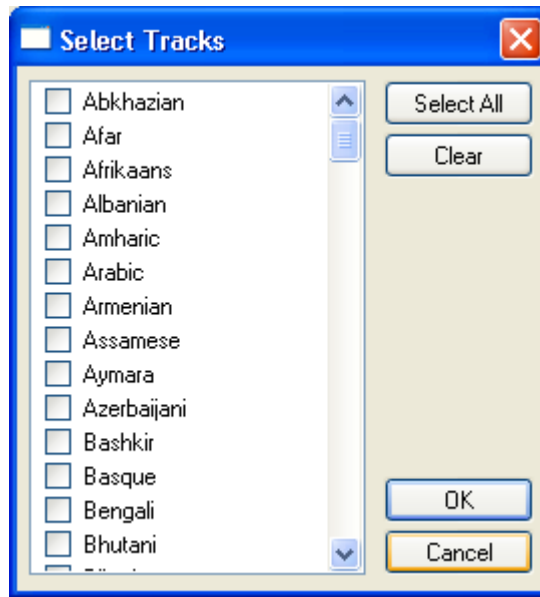 Select Tracks
Abkhazian
Afar
Afrikaans
Albanian
Amharic
Arabic
Armenian
Assamese
Aymara
Azerbaijani
Bashkir
Basque
Bengali
Bhutani
Select All
Clear
OK
Cancel